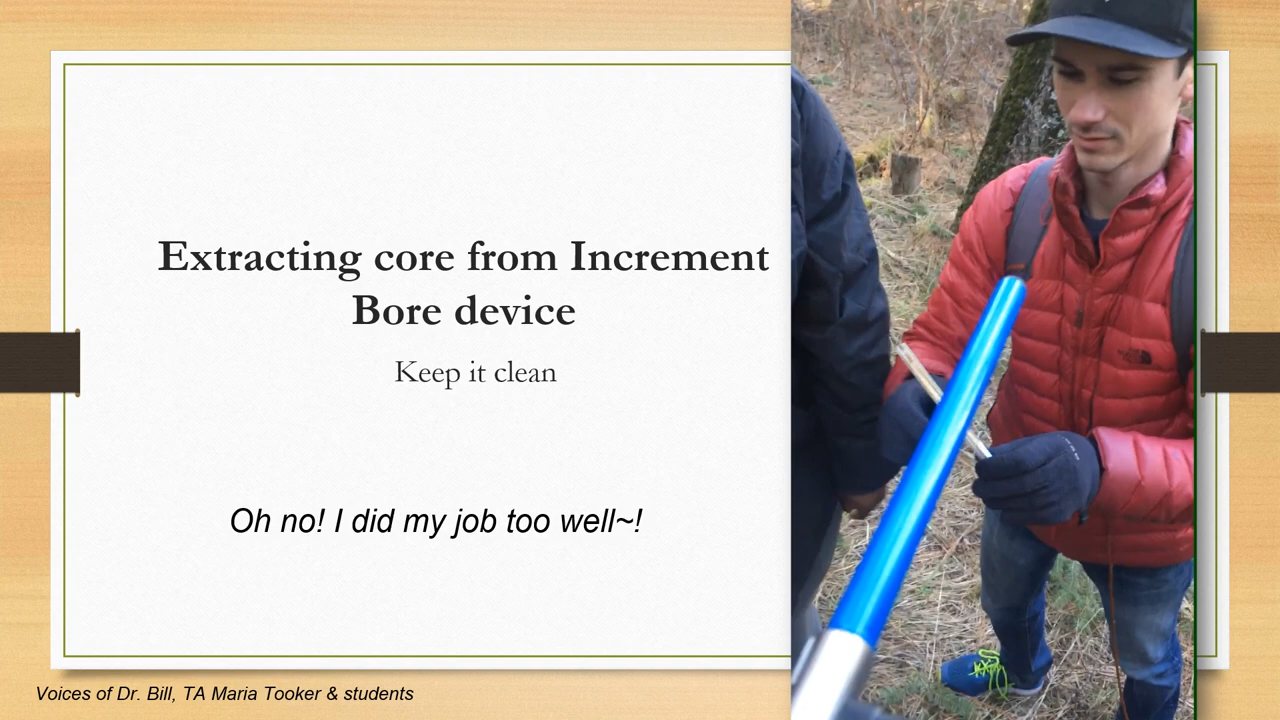 Extracting core from Increment
Bore device
Keep it clean
Oh no! I did my job too well~!
Voices of Dr. Bill, TA Maria Tooker & students